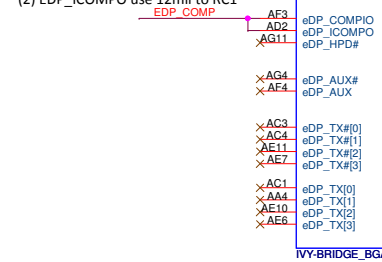 (2) EDP_ICOMPO use 12mil to RC1
EDP_COMP
AF3 eDP_COMPIO
AD2 eDP_ICOMPO
AG11 eDP_HPD#
AG4 eDP_AUX#
AF4 eDP_AUX
AC3 eDP_TX#[0]
AC4 eDP_TX#[1]
AE11 eDP_TX#[2]
AE7 eDP_TX#[3]
AC1 eDP_TX[0]
AA4 eDP_TX[1]
AE10 eDP_TX[2]
AE6 eDP_TX[3]
IVY-BRIDGE_BGA